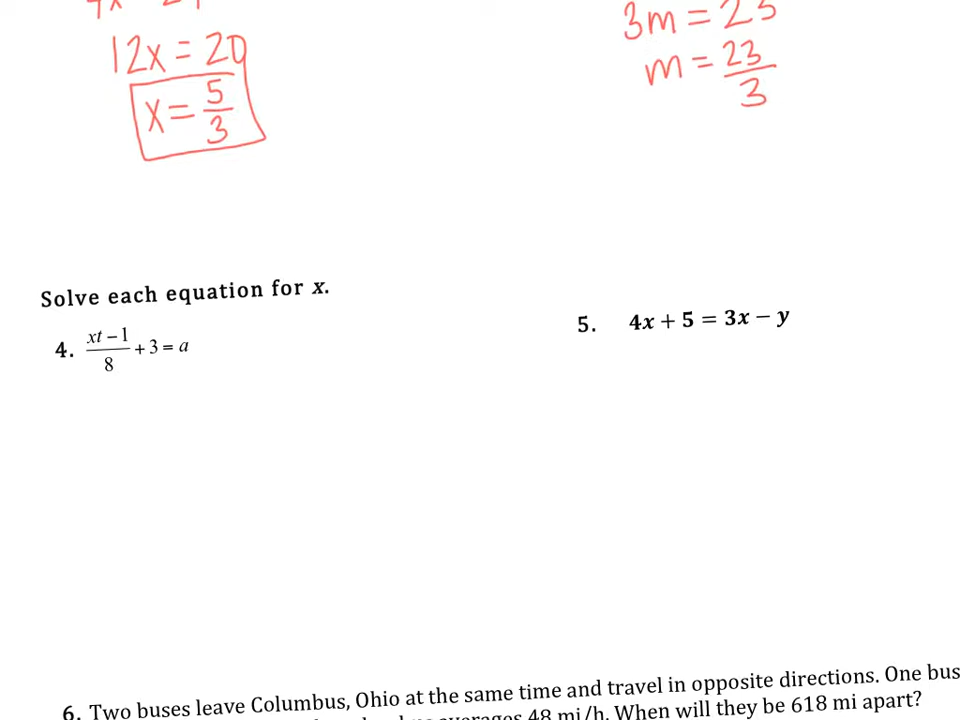 12x = 20
x = 5/3
3m = 23
m = 23/3
Solve each equation for x.
4. (xt – 1)/8 + 3 = a
5. 4x + 5 = 3x − y
6. Two buses leave Columbus, Ohio at the same time and travel in opposite directions. One bus
averages 48 mi/h. When will they be 618 mi apart?